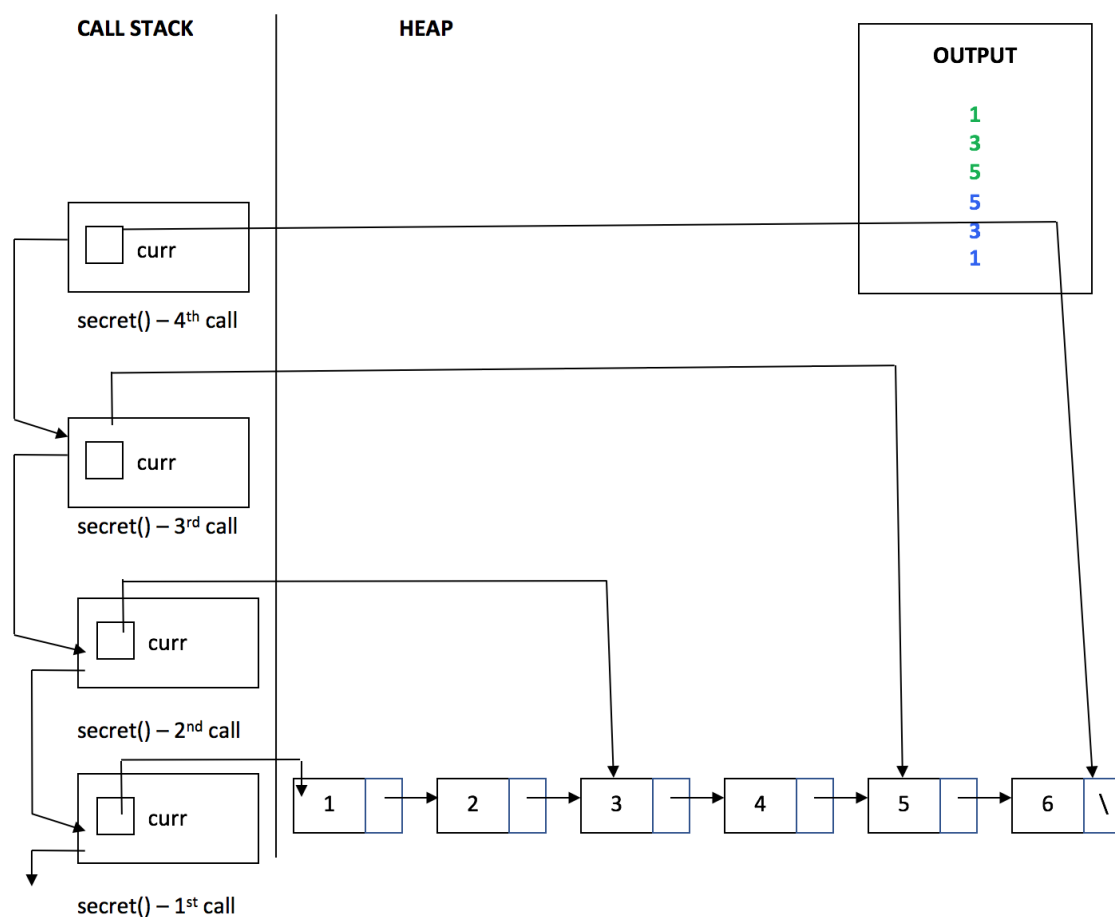 CALL STACK
HEAP
OUTPUT
1
3
5
5
3
1
curr
secret() – 4th call
curr
secret() – 3rd call
curr
secret() – 2nd call
curr
secret() – 1st call
1 2 3 4 5 6 \